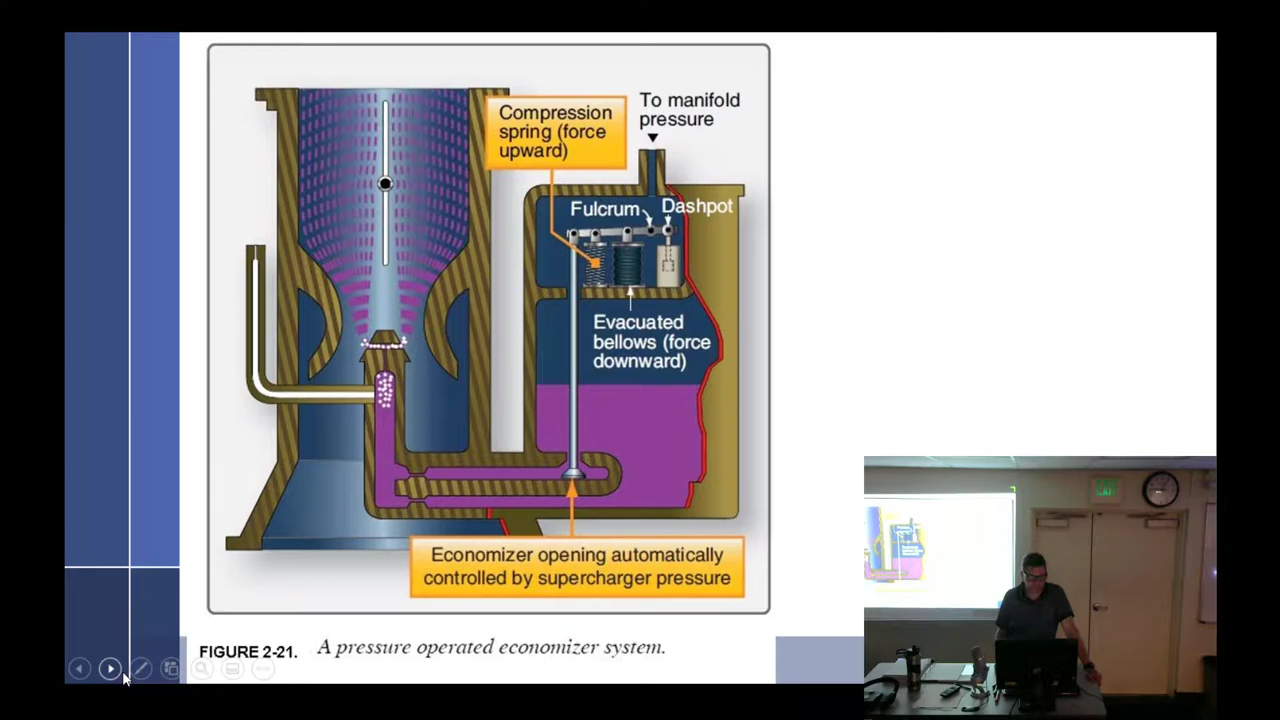 To manifold
pressure
Compression
spring (force
upward)
Fulcrum
Dashpot
Evacuated
bellows (force
downward)
Economizer opening automatically
controlled by supercharger pressure
FIGURE 2-21. A pressure operated economizer system.
EXIT